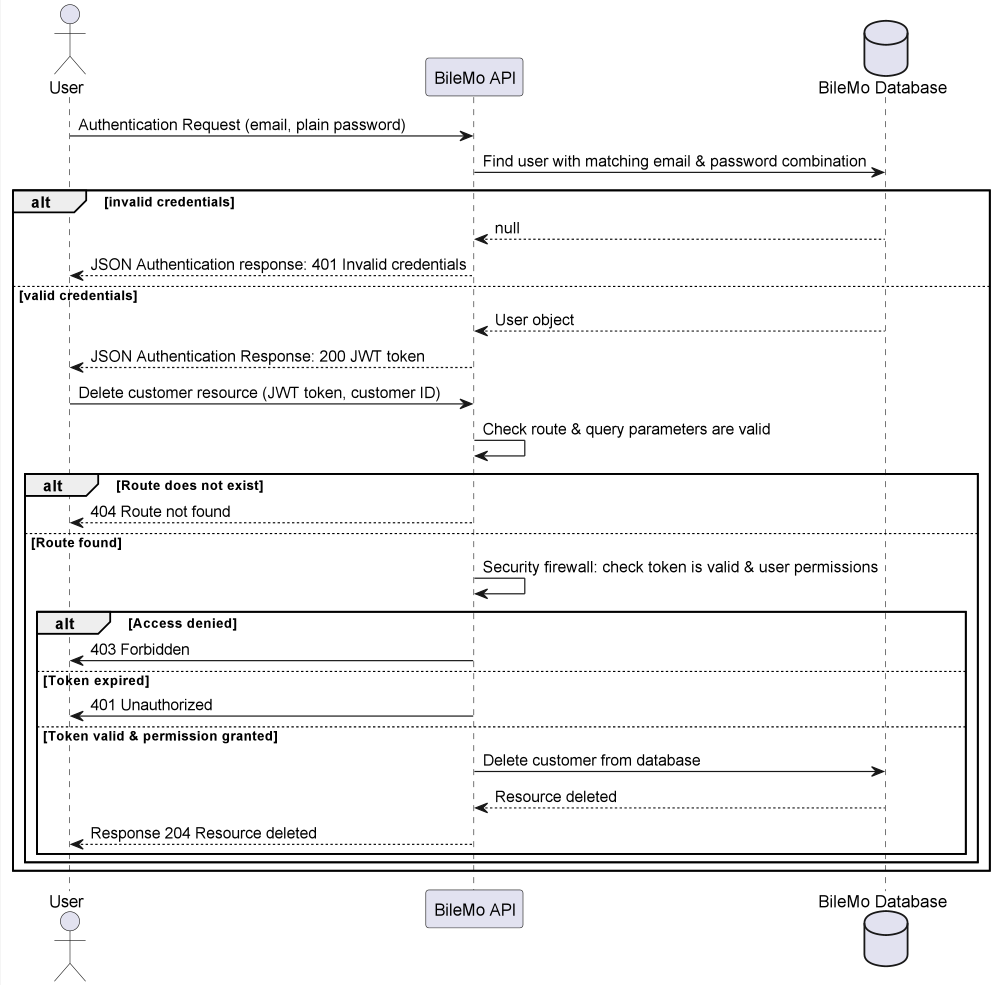 User
BileMo API
BileMo Database
Authentication Request (email, plain password)
Find user with matching email & password combination
alt
[invalid credentials]
null
JSON Authentication response: 401 Invalid credentials
[valid credentials]
User object
JSON Authentication Response: 200 JWT token
Delete customer resource (JWT token, customer ID)
Check route & query parameters are valid
alt
[Route does not exist]
404 Route not found
[Route found]
Security firewall: check token is valid & user permissions
alt
[Access denied]
403 Forbidden
[Token expired]
401 Unauthorized
[Token valid & permission granted]
Delete customer from database
Resource deleted
Response 204 Resource deleted
User
BileMo API
BileMo Database